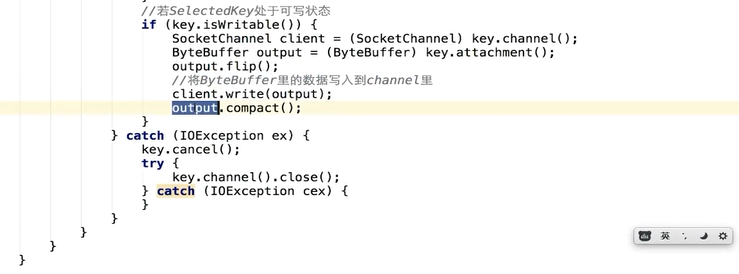 //若SelectedKey处于可写状态
if (key.isWritable()) {
SocketChannel client = (SocketChannel) key.channel();
ByteBuffer output = (ByteBuffer) key.attachment();
output.flip();
//将ByteBuffer里的数据写入到channel里
client.write(output);
output.compact();
}
} catch (IOException ex) {
key.cancel();
try {
key.channel().close();
} catch (IOException cex) {
}
}
}
}
}
英